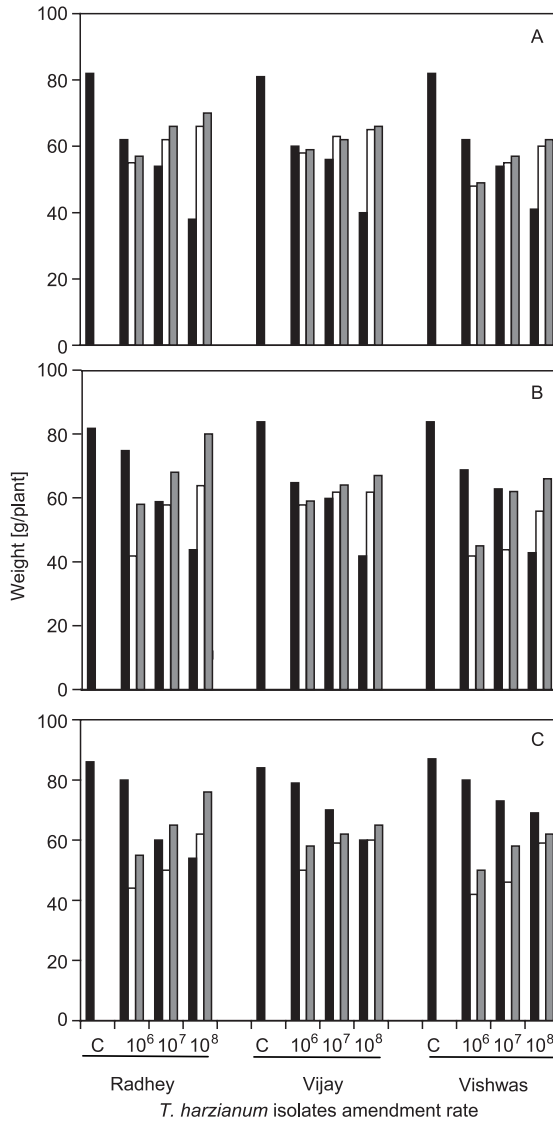 100
A
80
60
40
20
0
100
B
80
60
40
20
0
Weight [g/plant]
100
C
80
60
40
20
0
C 10⁶ 10⁷ 10⁸ C 10⁶ 10⁷ 10⁸ C 10⁶ 10⁷ 10⁸
Radhey Vijay Vishwas
T. harzianum isolates amendment rate